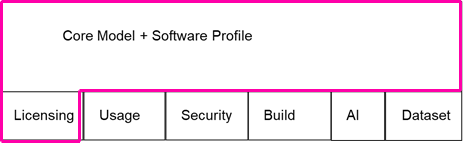 Core Model + Software Profile
Licensing Usage Security Build AI Dataset